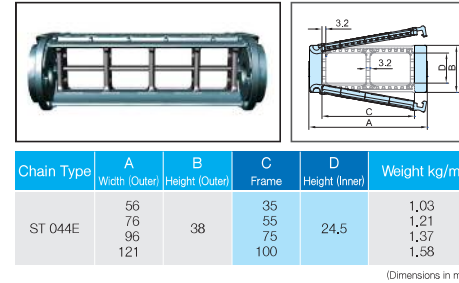 3.2
3.2
D
B
C
A
Chain Type
A
Width (Outer)
B
Height (Outer)
C
Frame
D
Height (Inner)
Weight kg/m
ST 044E
56
76
96
121
38
35
55
75
100
24.5
1.03
1.21
1.37
1.58
(Dimensions in m